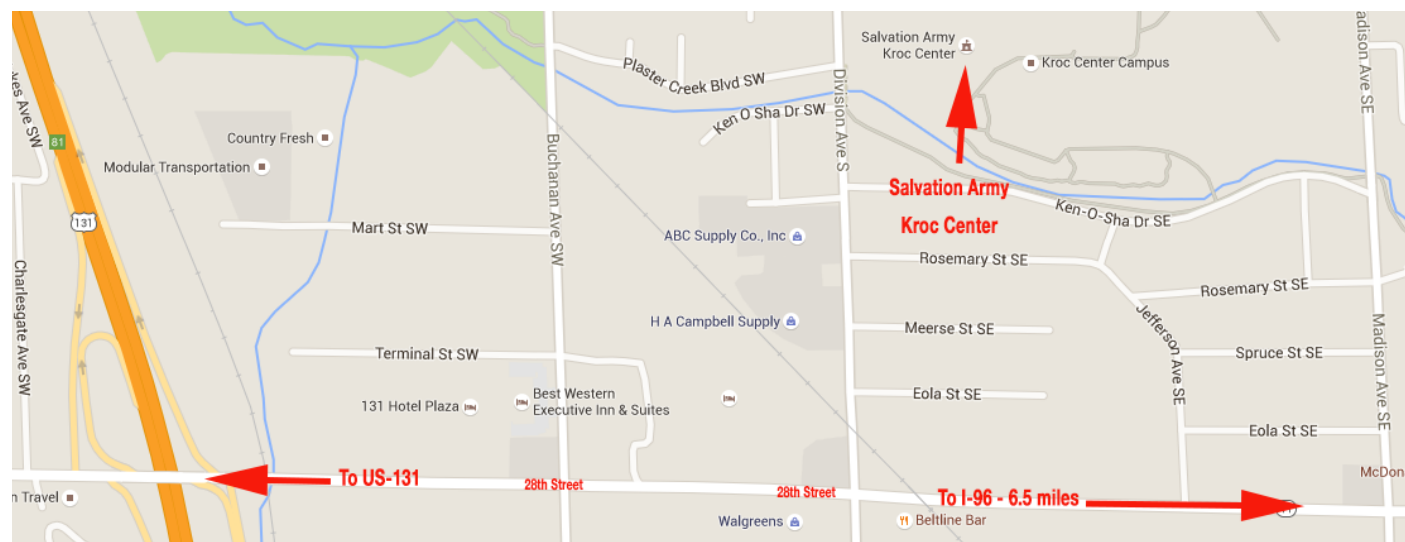 Salvation Army
Kroc Center
Kroc Center Campus
Madison Ave SE
Plaster Creek Blvd SW
Division Ave S
Ken O Sha Dr SW
81
Country Fresh
Modular Transportation
Buchanan Ave SW
Salvation Army
Kroc Center
131
Mart St SW
ABC Supply Co., Inc
Ken-O-Sha Dr SE
Rosemary St SE
Charlesgate Ave SW
Rosemary St SE
H A Campbell Supply
Meerse St SE
Jefferson Ave SE
Madison Ave SE
Terminal St SW
Spruce St SE
131 Hotel Plaza
Best Western
Executive Inn & Suites
Eola St SE
Eola St SE
To US-131
28th Street
28th Street
To I-96 - 6.5 miles
Travel
Walgreens
Beltline Bar